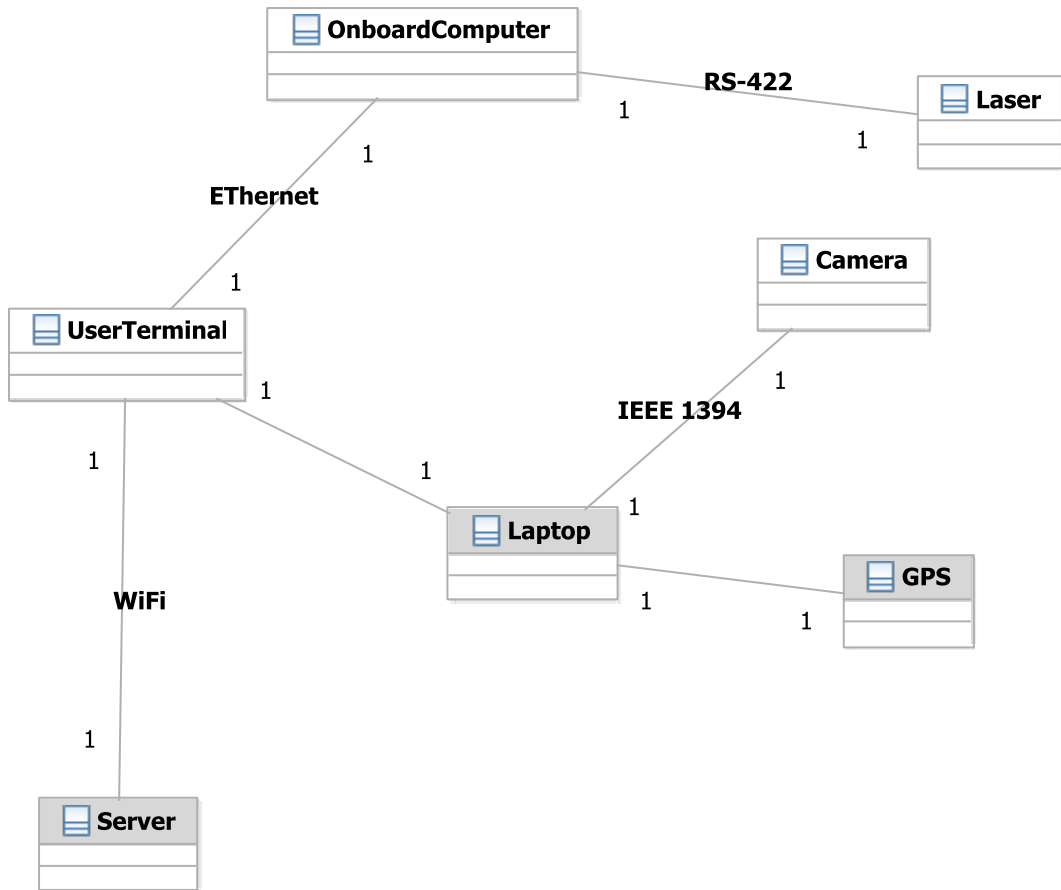 OnboardComputer
RS-422
Laser
1
1
1
EThernet
Camera
1
UserTerminal
1
1
IEEE 1394
1
1
1
Laptop
GPS
WiFi
1
1
1
Server